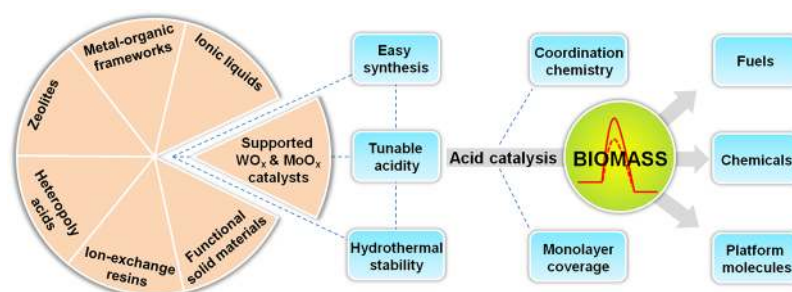 Zeolites
Metal-organic
frameworks
Ionic liquids
Supported
WOₓ & MoOₓ
catalysts
Functional
solid materials
Ion-exchange
resins
Heteropoly
acids
Easy
synthesis
Tunable
acidity
Hydrothermal
stability
Coordination
chemistry
Acid catalysis
Monolayer
coverage
BIOMASS
Fuels
Chemicals
Platform
molecules